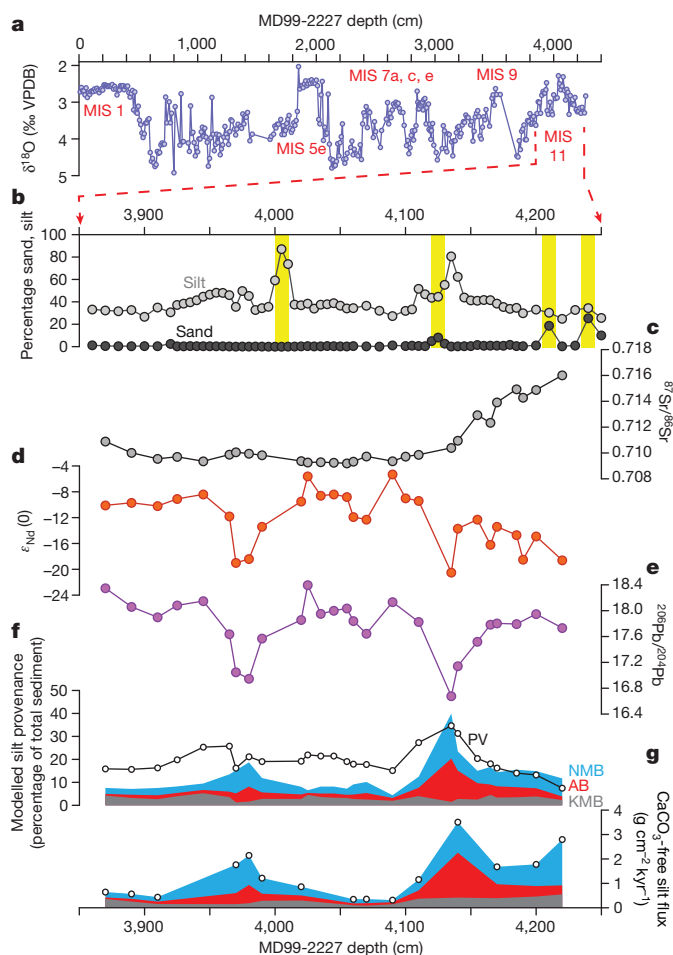 MD99-2227 depth (cm)
a
0 1,000 2,000 3,000 4,000
2
3
4
5
δ18O (‰ VPDB)
MIS 1
MIS 5e
MIS 7a, c, e
MIS 9
MIS
11
b
3,900 4,000 4,100 4,200
100
80
60
40
20
0
Percentage sand, silt
Silt
Sand
c
0.718
0.716
0.714
0.712
0.710
0.708
87Sr/86Sr
d
−4
−8
−12
−16
−20
−24
εNd (0)
e
18.4
18.0
17.6
17.2
16.8
16.4
206Pb/204Pb
f
50
40
30
20
10
0
Modelled silt provenance
(percentage of total sediment)
PV
NMB
AB
KMB
g
4
3
2
1
0
CaCO3-free silt flux
(g cm−2 kyr−1)
3,900 4,000 4,100 4,200
MD99-2227 depth (cm)